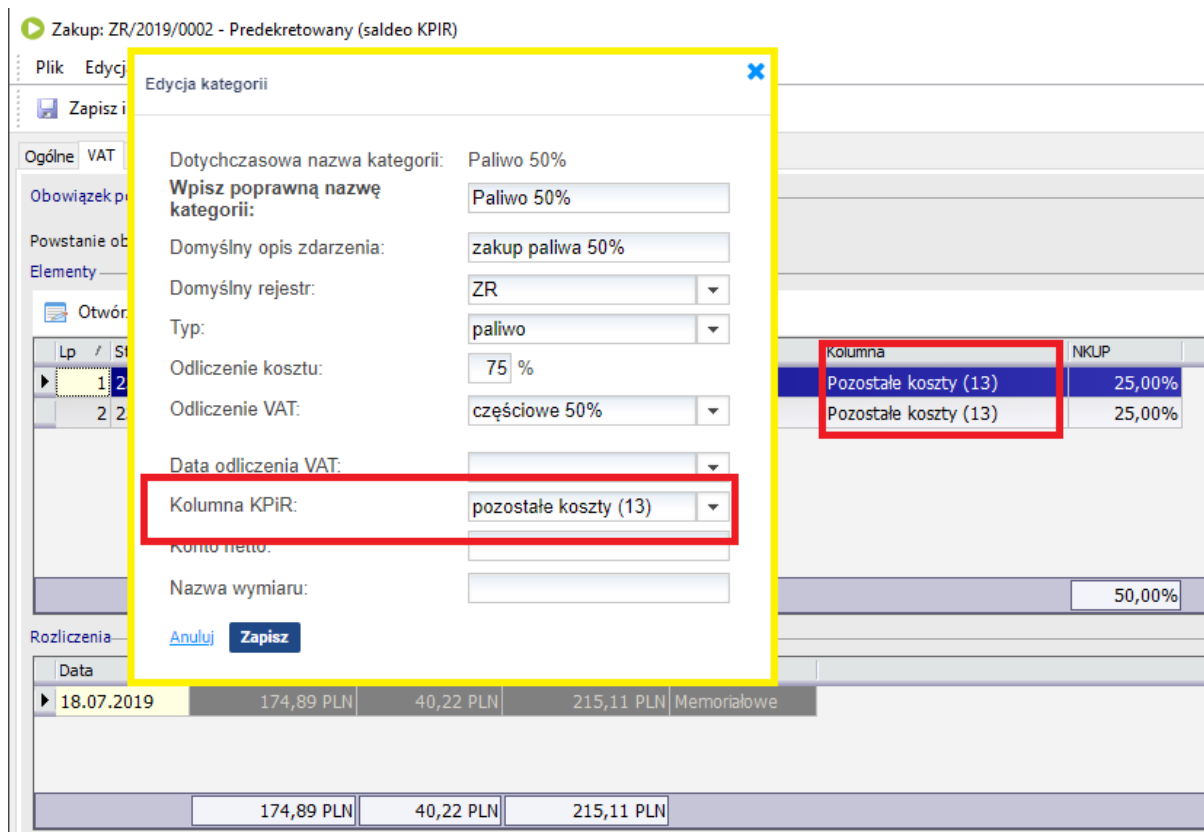 Zakup: ZR/2019/0002 - Predekretowany (saldeo KPIR)
Plik Edycj
Zapisz i
Ogólne VAT
Obowiązek po
Powstanie ob
Elementy
Otwór
Edycja kategorii
Dotychczasowa nazwa kategorii: Paliwo 50%
Wpisz poprawną nazwę
kategorii: Paliwo 50%
Domyślny opis zdarzenia: zakup paliwa 50%
Domyślny rejestr: ZR
Typ: paliwo
Odliczenie kosztu: 75 %
Odliczenie VAT: częściowe 50%
Data odliczenia VAT:
Kolumna KPiR: pozostałe koszty (13)
Konto netto:
Nazwa wymiaru:
Anuluj Zapisz
Lp / St Kolumna NKUP
1 2 Pozostałe koszty (13) 25,00%
2 2 Pozostałe koszty (13) 25,00%
50,00%
Rozliczenia
Data
18.07.2019 174,89 PLN 40,22 PLN 215,11 PLN Memoriałowe
174,89 PLN 40,22 PLN 215,11 PLN